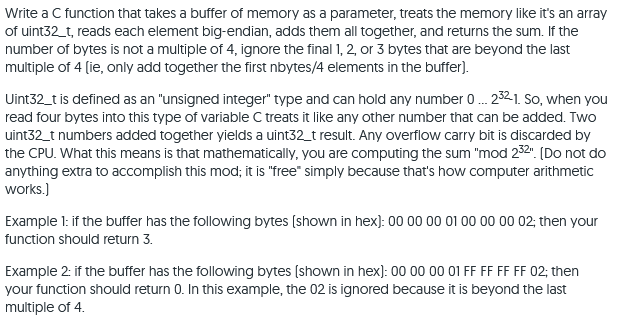 Write a C function that takes a buffer of memory as a parameter, treats the memory like it's an array
of uint32_t, reads each element big-endian, adds them all together, and returns the sum. If the
number of bytes is not a multiple of 4, ignore the final 1, 2, or 3 bytes that are beyond the last
multiple of 4 (ie, only add together the first nbytes/4 elements in the buffer).
Uint32_t is defined as an "unsigned integer" type and can hold any number 0 ... 2^32-1. So, when you
read four bytes into this type of variable C treats it like any other number that can be added. Two
uint32_t numbers added together yields a uint32_t result. Any overflow carry bit is discarded by
the CPU. What this means is that mathematically, you are computing the sum "mod 2^32". (Do not do
anything extra to accomplish this mod; it is "free" simply because that's how computer arithmetic
works.)
Example 1: if the buffer has the following bytes (shown in hex): 00 00 00 01 00 00 00 02; then your
function should return 3.
Example 2: if the buffer has the following bytes (shown in hex): 00 00 00 01 FF FF FF FF 02; then
your function should return 0. In this example, the 02 is ignored because it is beyond the last
multiple of 4.